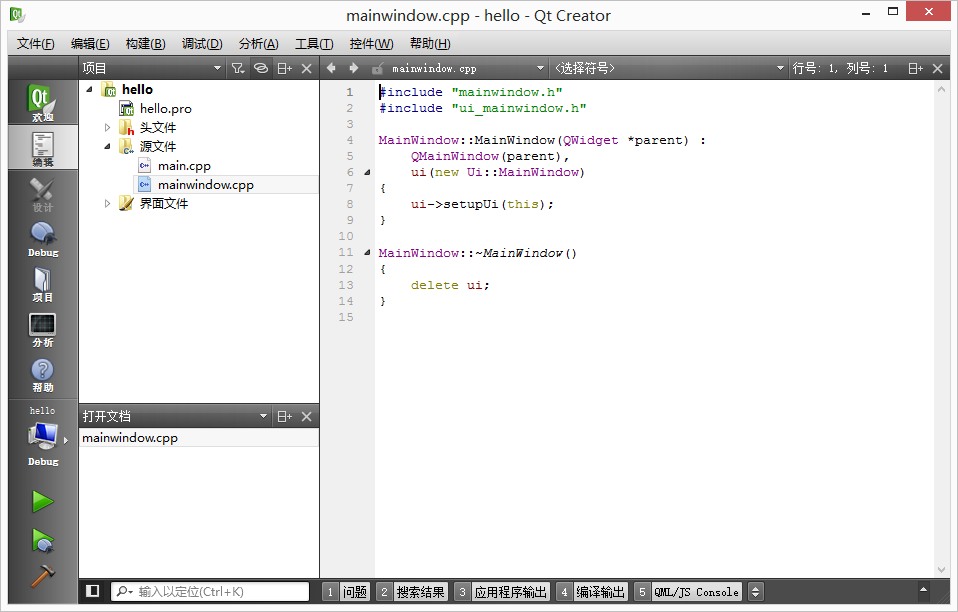 mainwindow.cpp - hello - Qt Creator
文件(F) 编辑(E) 构建(B) 调试(D) 分析(A) 工具(T) 控件(W) 帮助(H)
项目
mainwindow.cpp
<选择符号>
行号: 1, 列号: 1
Qt
欢迎
编辑
设计
Debug
项目
分析
帮助
hello
Debug
hello
hello.pro
头文件
源文件
main.cpp
mainwindow.cpp
界面文件
打开文档
mainwindow.cpp
1 #include "mainwindow.h"
2 #include "ui_mainwindow.h"
3
4 MainWindow::MainWindow(QWidget *parent) :
5 QMainWindow(parent),
6 ui(new Ui::MainWindow)
7 {
8 ui->setupUi(this);
9 }
10
11 MainWindow::~MainWindow()
12 {
13 delete ui;
14 }
15
输入以定位(Ctrl+K)
1 问题 2 搜索结果 3 应用程序输出 4 编译输出 5 QML/JS Console